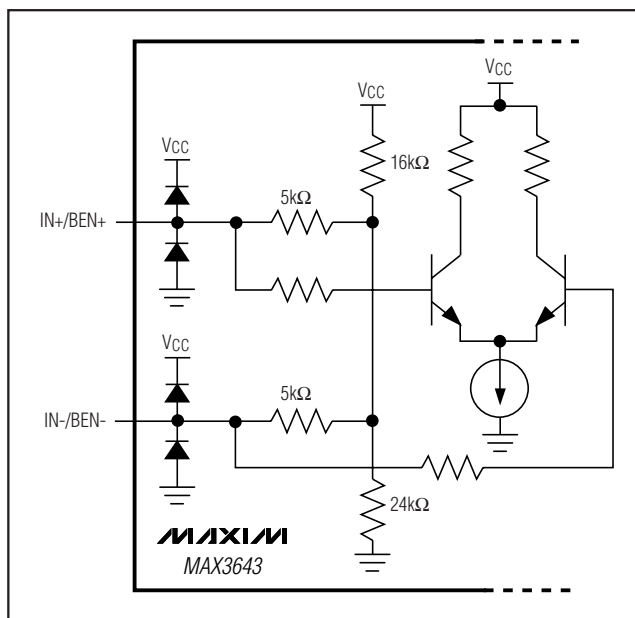 VCC
VCC
VCC
16kΩ
5kΩ
IN+/BEN+
VCC
5kΩ
IN-/BEN-
24kΩ
MAXIM
MAX3643